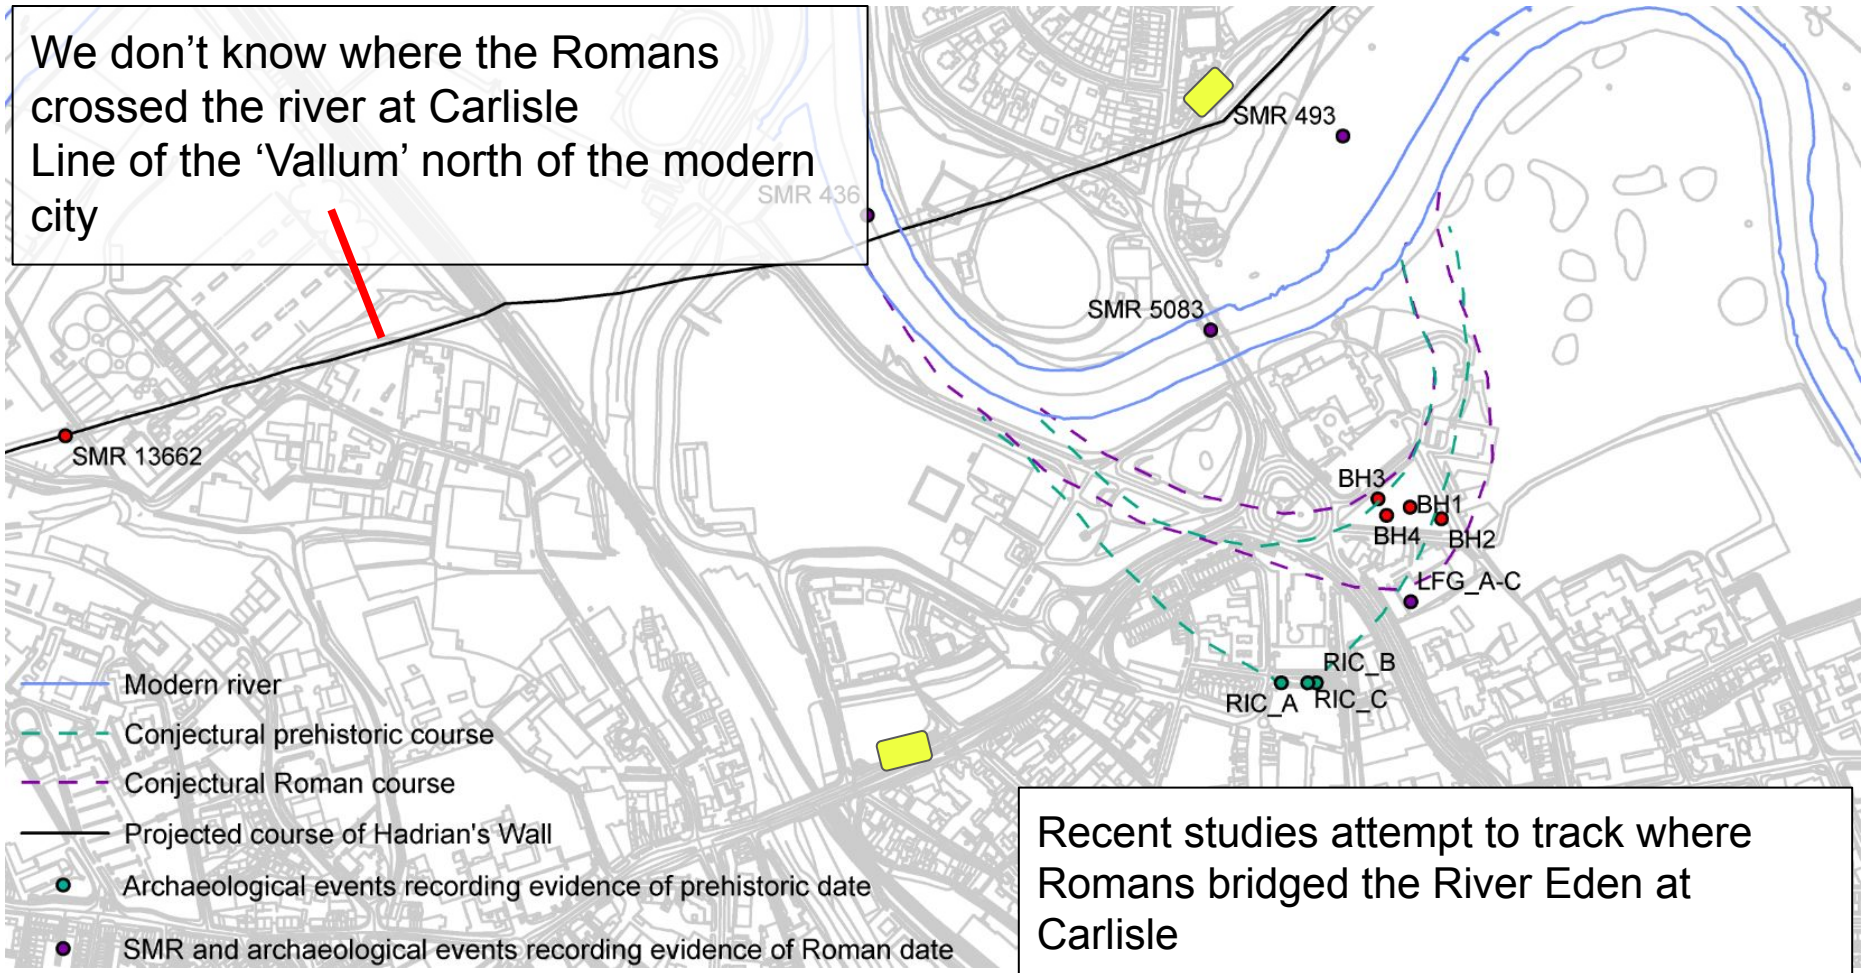 We don’t know where the Romans
crossed the river at Carlisle
Line of the ‘Vallum’ north of the modern
city
SMR 436
SMR 493
SMR 5083
SMR 13662
BH3
BH1
BH4
BH2
LFG_A-C
RIC_B
RIC_A
RIC_C
Modern river
Conjectural prehistoric course
Conjectural Roman course
Projected course of Hadrian's Wall
Archaeological events recording evidence of prehistoric date
SMR and archaeological events recording evidence of Roman date
Recent studies attempt to track where
Romans bridged the River Eden at
Carlisle